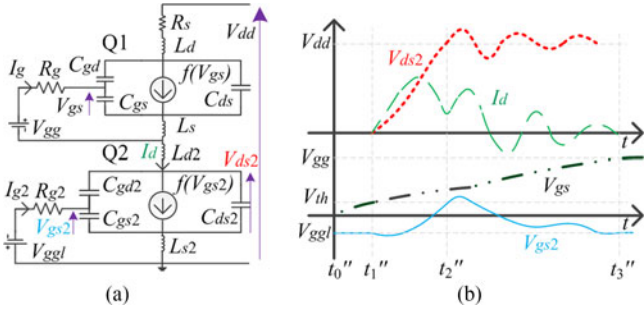 Rs
Ld
Vdd
Q1
Cgd
f(Vgs)
Ig
Rg
Vgs
Cgs
Cds
Vgg
Ls
Q2
Id
Ld2
Vds2
Ig2
Rg2
Cgd2
f(Vgs2)
Vgs2
Cgs2
Cds2
Vggl
Ls2
(a)
Vdd
Vds2
Id
t
Vgg
Vgs
Vth
Vggl
Vgs2
t
t0'' t1'' t2'' t3''
(b)